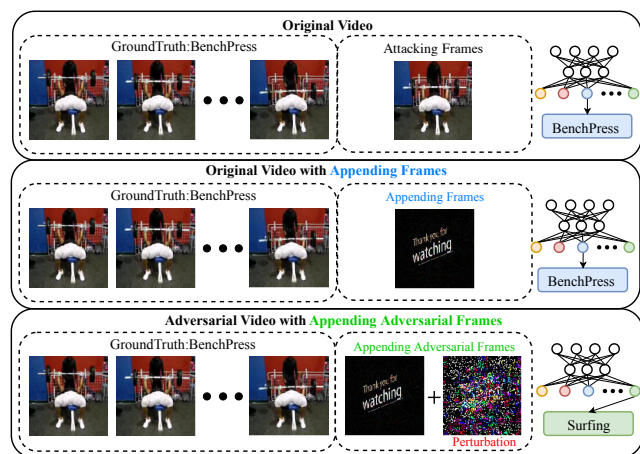 Original Video
GroundTruth:BenchPress
Attacking Frames
BenchPress
Original Video with Appending Frames
GroundTruth:BenchPress
Appending Frames
Thank you for
watching
BenchPress
Adversarial Video with Appending Adversarial Frames
GroundTruth:BenchPress
Appending Adversarial Frames
Thank you for
watching
+
Perturbation
Surfing